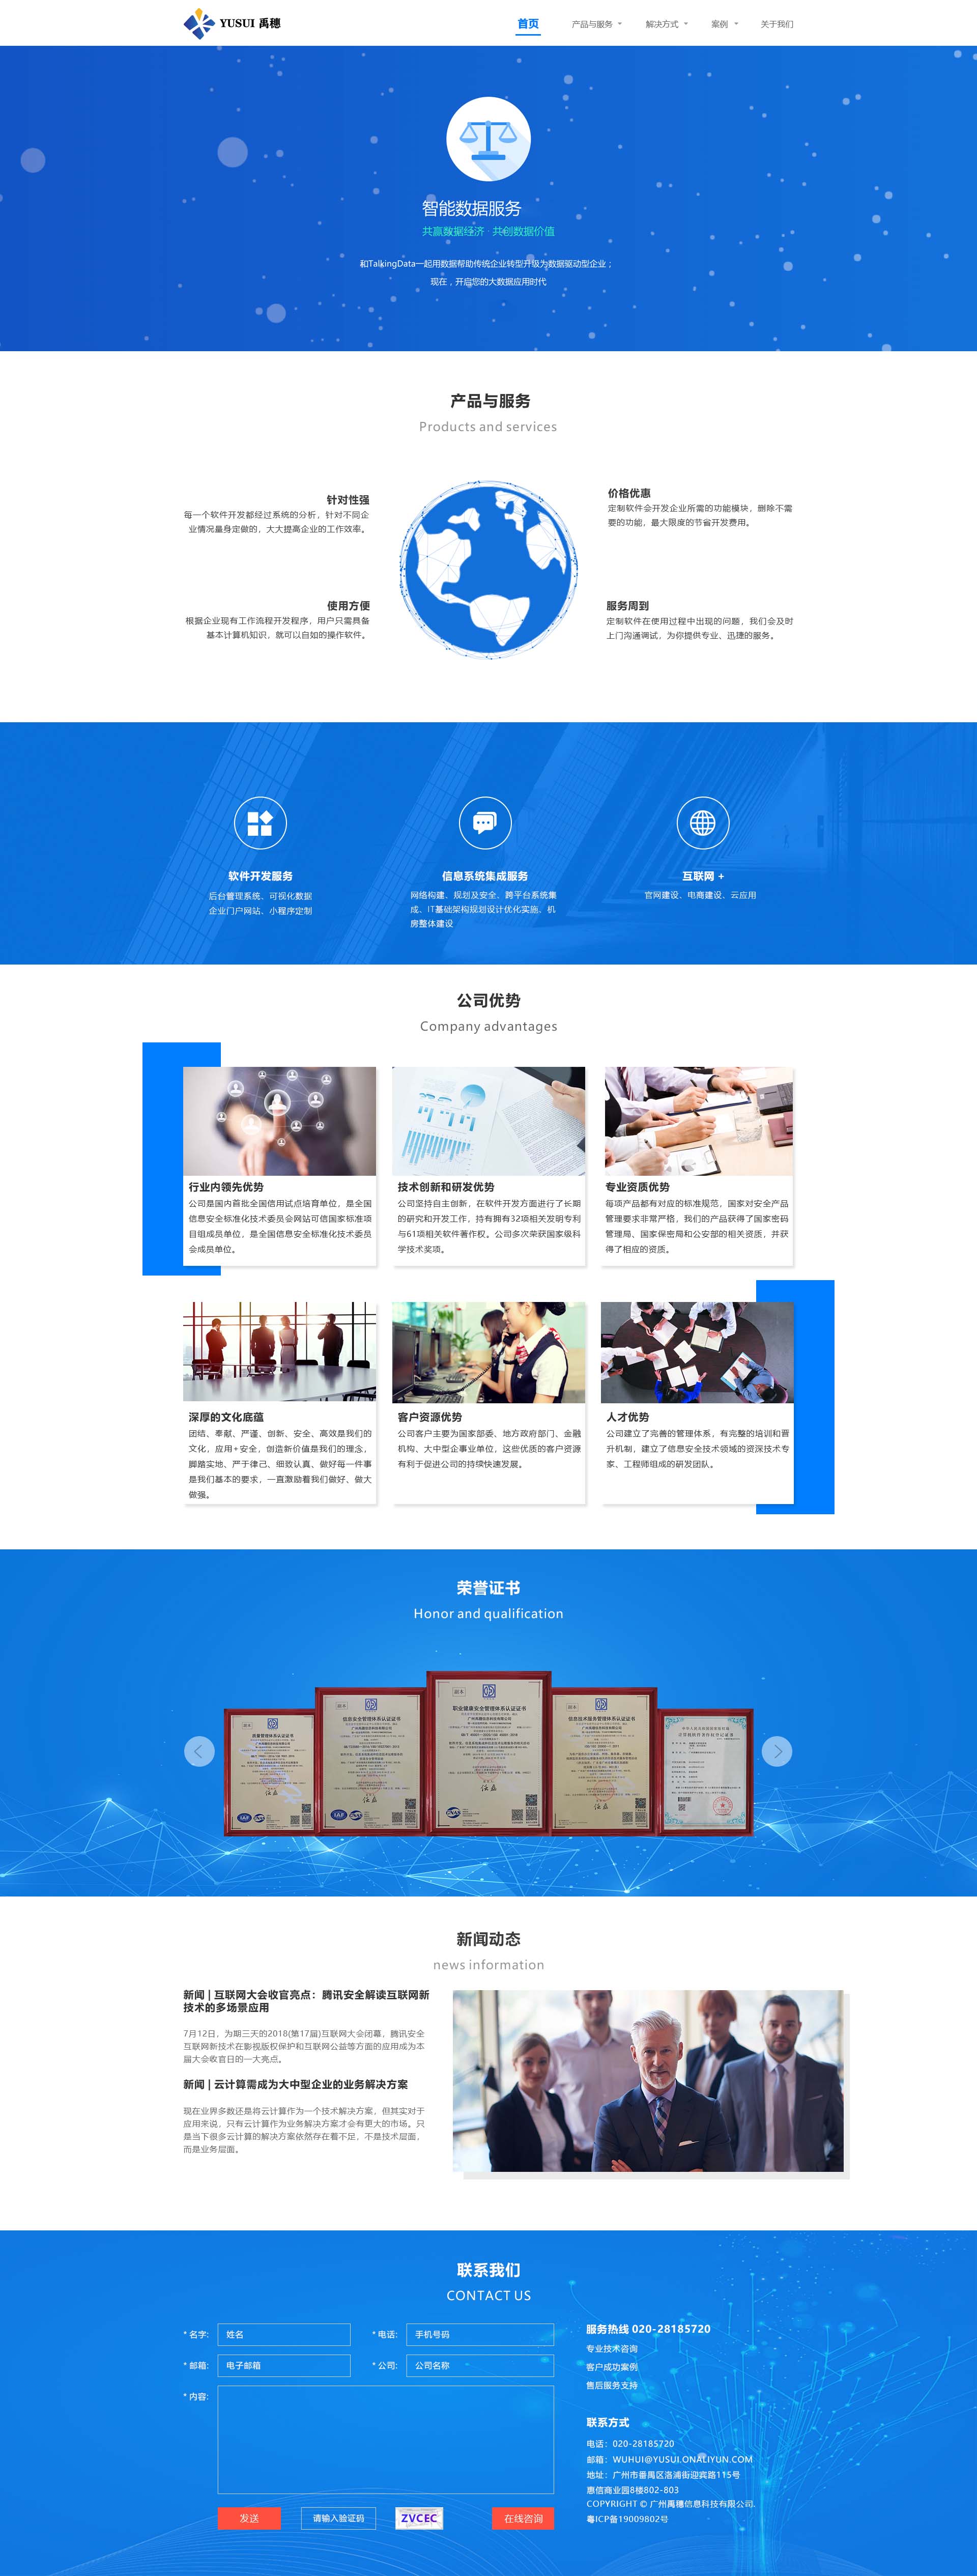 YUSUI 禹穗
首页
产品与服务
解决方式
案例
关于我们
智能数据服务
共赢数据经济 · 共创数据价值
和TalkingData一起用数据帮助传统企业转型升级为数据驱动型企业；
现在，开启您的大数据应用时代
产品与服务
Products and services
针对性强
每一个软件开发都经过系统的分析，针对不同企
业情况量身定做的，大大提高企业的工作效率。
价格优惠
定制软件会开发企业所需的功能模块，删除不需
要的功能，最大限度的节省开发费用。
使用方便
根据企业现有工作流程开发程序，用户只需具备
基本计算机知识，就可以自如的操作软件。
服务周到
定制软件在使用过程中出现的问题，我们会及时
上门沟通调试，为你提供专业、迅捷的服务。
软件开发服务
后台管理系统、可视化数据
企业门户网站、小程序定制
信息系统集成服务
网络构建、规划及安全、跨平台系统集
成、IT基础架构规划设计优化实施、机
房整体建设
互联网 +
官网建设、电商建设、云应用
公司优势
Company advantages
行业内领先优势
公司是国内首批全国信用试点培育单位，是全国
信息安全标准化技术委员会网站可信国家标准项
目组成员单位，是全国信息安全标准化技术委员
会成员单位。
技术创新和研发优势
公司坚持自主创新，在软件开发方面进行了长期
的研究和开发工作，持有拥有32项相关发明专利
与61项相关软件著作权。公司多次荣获国家级科
学技术奖项。
专业资质优势
每项产品都有对应的标准规范，国家对安全产品
管理要求非常严格，我们的产品获得了国家密码
管理局、国家保密局和公安部的相关资质，并获
得了相应的资质。
深厚的文化底蕴
团结、奉献、严谨、创新、安全、高效是我们的
文化，应用+安全，创造新价值是我们的理念，
脚踏实地、严于律己、细致认真、做好每一件事
是我们基本的要求，一直激励着我们做好、做大
做强。
客户资源优势
公司客户主要为国家部委、地方政府部门、金融
机构、大中型企事业单位，这些优质的客户资源
有利于促进公司的持续快速发展。
人才优势
公司建立了完善的管理体系，有完整的培训和晋
升机制，建立了信息安全技术领域的资深技术专
家、工程师组成的研发团队。
荣誉证书
Honor and qualification
质量管理体系认证证书
信息安全管理体系认证证书
职业健康安全管理体系认证证书
信息技术服务管理体系认证证书
新闻动态
news information
新闻 | 互联网大会收官亮点：腾讯安全解读互联网新
技术的多场景应用
7月12日，为期三天的2018(第17届)互联网大会闭幕，腾讯安全
互联网新技术在影视版权保护和互联网公益等方面的应用成为本
届大会收官日的一大亮点。
新闻 | 云计算需成为大中型企业的业务解决方案
现在业界多数还是将云计算作为一个技术解决方案，但其实对于
应用来说，只有云计算作为业务解决方案才会有更大的市场。只
是当下很多云计算的解决方案依然存在着不足，不是技术层面，
而是业务层面。
联系我们
CONTACT US
* 名字:
姓名
* 电话:
手机号码
* 邮箱:
电子邮箱
* 公司:
公司名称
* 内容:
发送
请输入验证码
ZVCEC
在线咨询
服务热线 020-28185720
专业技术咨询
客户成功案例
售后服务支持
联系方式
电话：020-28185720
邮箱：WUHUI@YUSUI.ONALIYUN.COM
地址：广州市番禺区洛浦街迎宾路115号
惠信商业园8楼802-803
COPYRIGHT © 广州禹穗信息科技有限公司.
粤ICP备19009802号